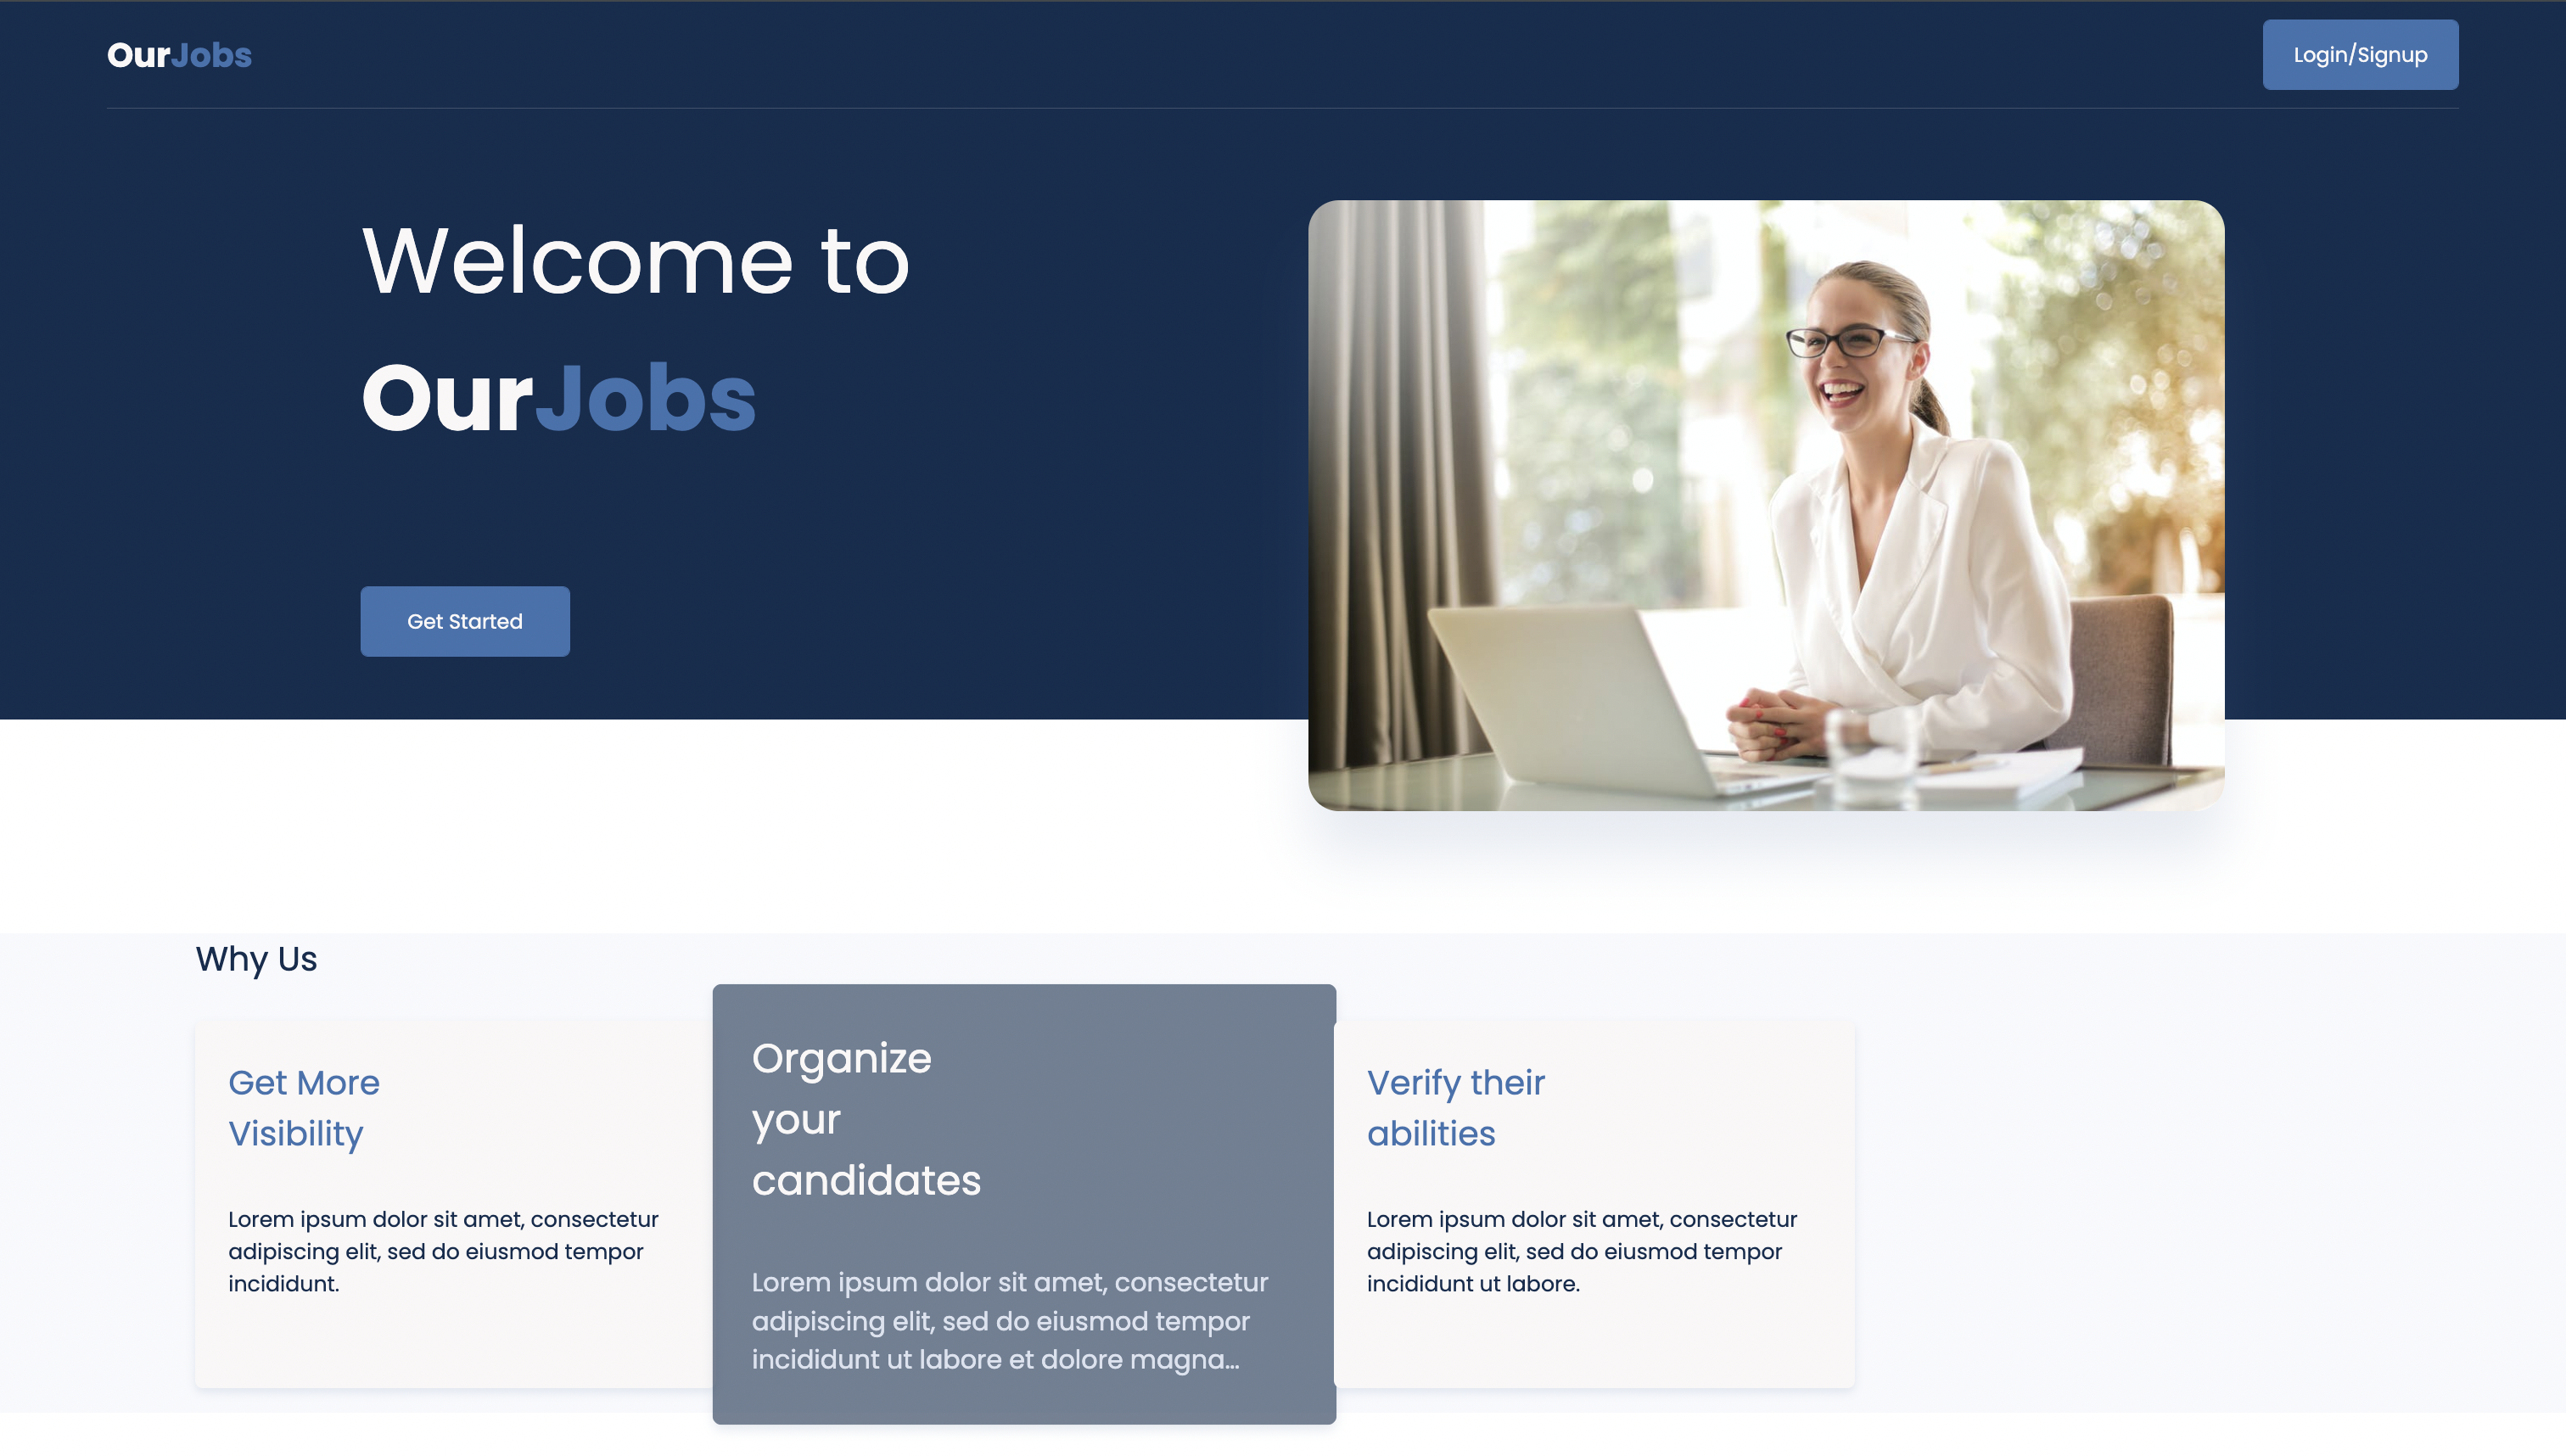 OurJobs
Login/Signup
Welcome to
OurJobs
Get Started
Why Us
Get More
Visibility
Lorem ipsum dolor sit amet, consectetur
adipiscing elit, sed do eiusmod tempor
incididunt.
Organize
your
candidates
Lorem ipsum dolor sit amet, consectetur
adipiscing elit, sed do eiusmod tempor
incididunt ut labore et dolore magna...
Verify their
abilities
Lorem ipsum dolor sit amet, consectetur
adipiscing elit, sed do eiusmod tempor
incididunt ut labore.